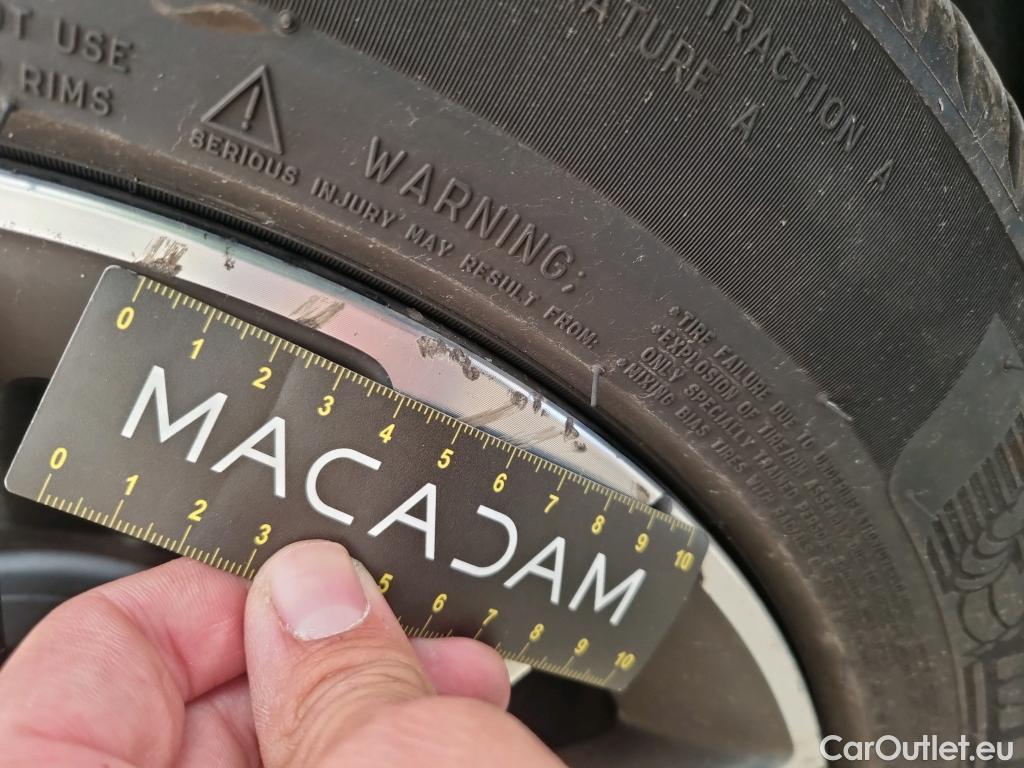 OT USE
RIMS
TRACTION A
ATURE A
WARNING;
SERIOUS INJURY MAY RESULT FROM:
•TIRE FAILURE DUE TO
•EXPLOSION OF TIRE/RIM ASSEMBLY
ONLY SPECIALLY TRAINED
•MIXING BIAS TIRES WITH
0 1 2 3 4 5 6 7 8 9 10
MACADAM
0 1 2 3 5 6 7 8 9 10
CarOutlet.eu